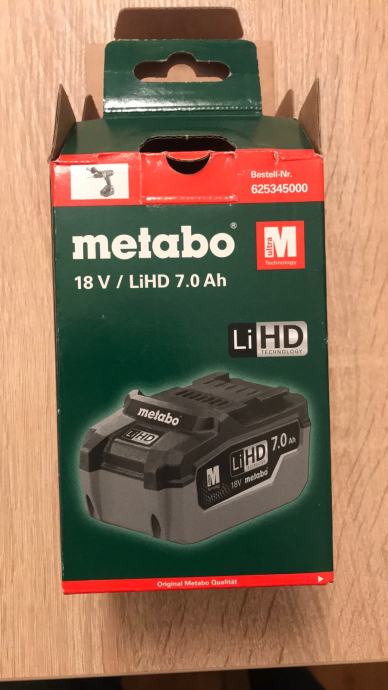 Bestell-Nr.
625345000
metabo®
ultra M
Technology
18 V / LiHD 7.0 Ah
LiHD
TECHNOLOGY
metabo
LiHD
M
LiHD 7.0 Ah
18V metabo
Original Metabo Qualität